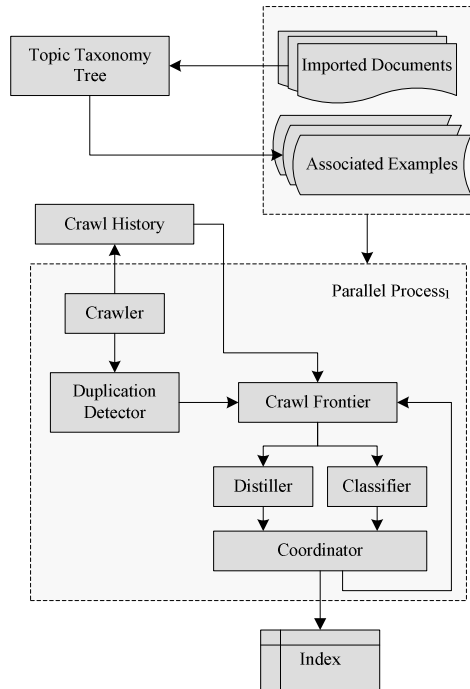 Topic Taxonomy
Tree
Imported Documents
Associated Examples
Crawl History
Parallel Process₁
Crawler
Duplication
Detector
Crawl Frontier
Distiller
Classifier
Coordinator
Index